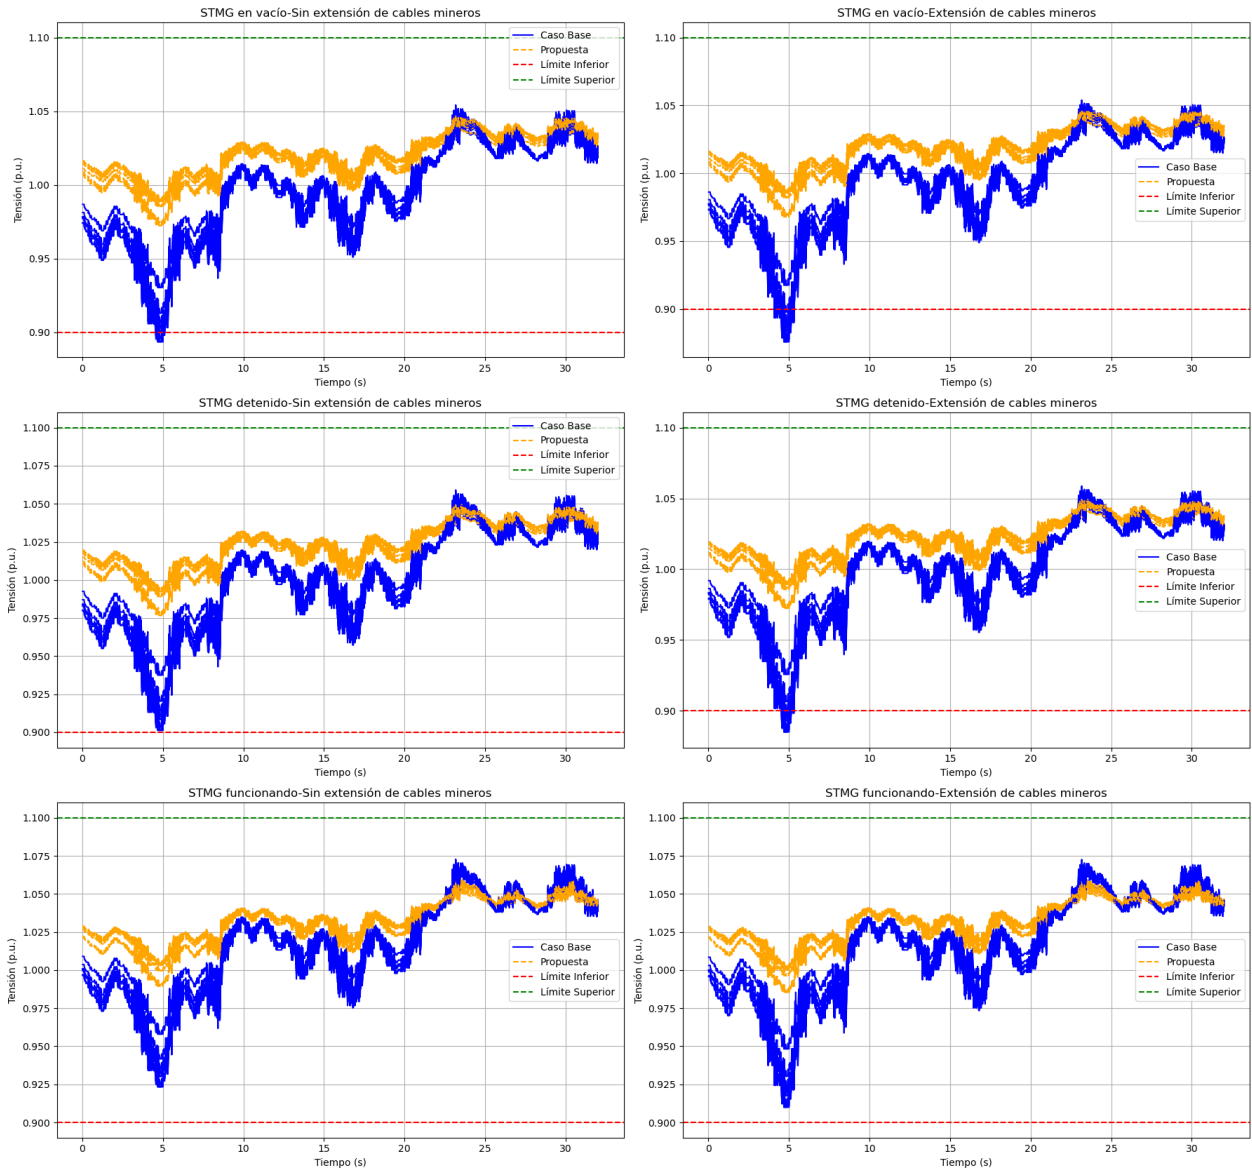 STMG en vacío-Sin extensión de cables mineros
1.10
1.05
1.00
0.95
0.90
Tensión (p.u.)
0
5
10
15
20
25
30
Tiempo (s)
Caso Base
Propuesta
Límite Inferior
Límite Superior
STMG en vacío-Extensión de cables mineros
1.10
1.05
1.00
0.95
0.90
Tensión (p.u.)
0
5
10
15
20
25
30
Tiempo (s)
Caso Base
Propuesta
Límite Inferior
Límite Superior
STMG detenido-Sin extensión de cables mineros
1.100
1.075
1.050
1.025
1.000
0.975
0.950
0.925
0.900
Tensión (p.u.)
0
5
10
15
20
25
30
Tiempo (s)
Caso Base
Propuesta
Límite Inferior
Límite Superior
STMG detenido-Extensión de cables mineros
1.10
1.05
1.00
0.95
0.90
Tensión (p.u.)
0
5
10
15
20
25
30
Tiempo (s)
Caso Base
Propuesta
Límite Inferior
Límite Superior
STMG funcionando-Sin extensión de cables mineros
1.100
1.075
1.050
1.025
1.000
0.975
0.950
0.925
0.900
Tensión (p.u.)
0
5
10
15
20
25
30
Tiempo (s)
Caso Base
Propuesta
Límite Inferior
Límite Superior
STMG funcionando-Extensión de cables mineros
1.100
1.075
1.050
1.025
1.000
0.975
0.950
0.925
0.900
Tensión (p.u.)
0
5
10
15
20
25
30
Tiempo (s)
Caso Base
Propuesta
Límite Inferior
Límite Superior